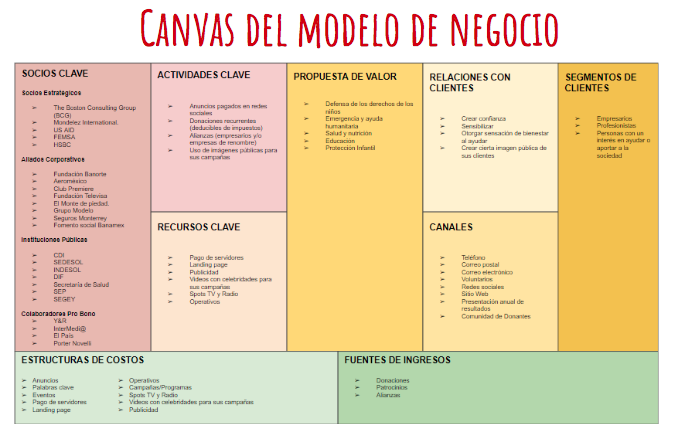 CANVAS DEL MODELO DE NEGOCIO
SOCIOS CLAVE
Socios Estratégicos
➢ The Boston Consulting Group
(BCG)
➢ Mondelez International.
➢ US AID
➢ FEMSA
➢ HSBC
Aliados Corporativos
➢ Fundación Banorte
➢ Aeroméxico
➢ Club Premiere
➢ Fundación Televisa
➢ El Monte de piedad.
➢ Grupo Modelo
➢ Seguros Monterrey
➢ Fomento social Banamex
Instituciones Públicas
➢ CDI
➢ SEDESOL
➢ INDESOL
➢ DIF
➢ Secretaría de Salud
➢ SEP
➢ SEGEY
Colaboradores Pro Bono
➢ Y&R
➢ InterMedi@
➢ El País
➢ Porter Novelli
ACTIVIDADES CLAVE
➢ Anuncios pagados en redes
sociales
➢ Donaciones recurrentes
(deducibles de impuestos)
➢ Alianzas (empresarios y/o
empresas de renombre)
➢ Uso de imágenes públicas para
sus campañas
RECURSOS CLAVE
➢ Pago de servidores
➢ Landing page
➢ Publicidad
➢ Videos con celebridades para
sus campañas
➢ Spots TV y Radio
➢ Operativos
PROPUESTA DE VALOR
➢ Defensa de los derechos de los
niños
➢ Emergencia y ayuda
humanitaria
➢ Salud y nutrición
➢ Educación
➢ Protección Infantil
RELACIONES CON
CLIENTES
➢ Crear confianza
➢ Sensibilizar
➢ Otorgar sensación de bienestar
al ayudar
➢ Crear cierta imagen pública de
sus clientes
CANALES
➢ Teléfono
➢ Correo postal
➢ Correo electrónico
➢ Voluntarios
➢ Redes sociales
➢ Sitio Web
➢ Presentación anual de
resultados
➢ Comunidad de Donantes
SEGMENTOS DE
CLIENTES
➢ Empresarios
➢ Profesionistas
➢ Personas con un
interés en ayudar o
aportar a la
sociedad
ESTRUCTURAS DE COSTOS
➢ Anuncios
➢ Palabras clave
➢ Eventos
➢ Pago de servidores
➢ Landing page
➢ Operativos
➢ Campañas/Programas
➢ Spots TV y Radio
➢ Videos con celebridades para sus campañas
➢ Publicidad
FUENTES DE INGRESOS
➢ Donaciones
➢ Patrocinios
➢ Alianzas